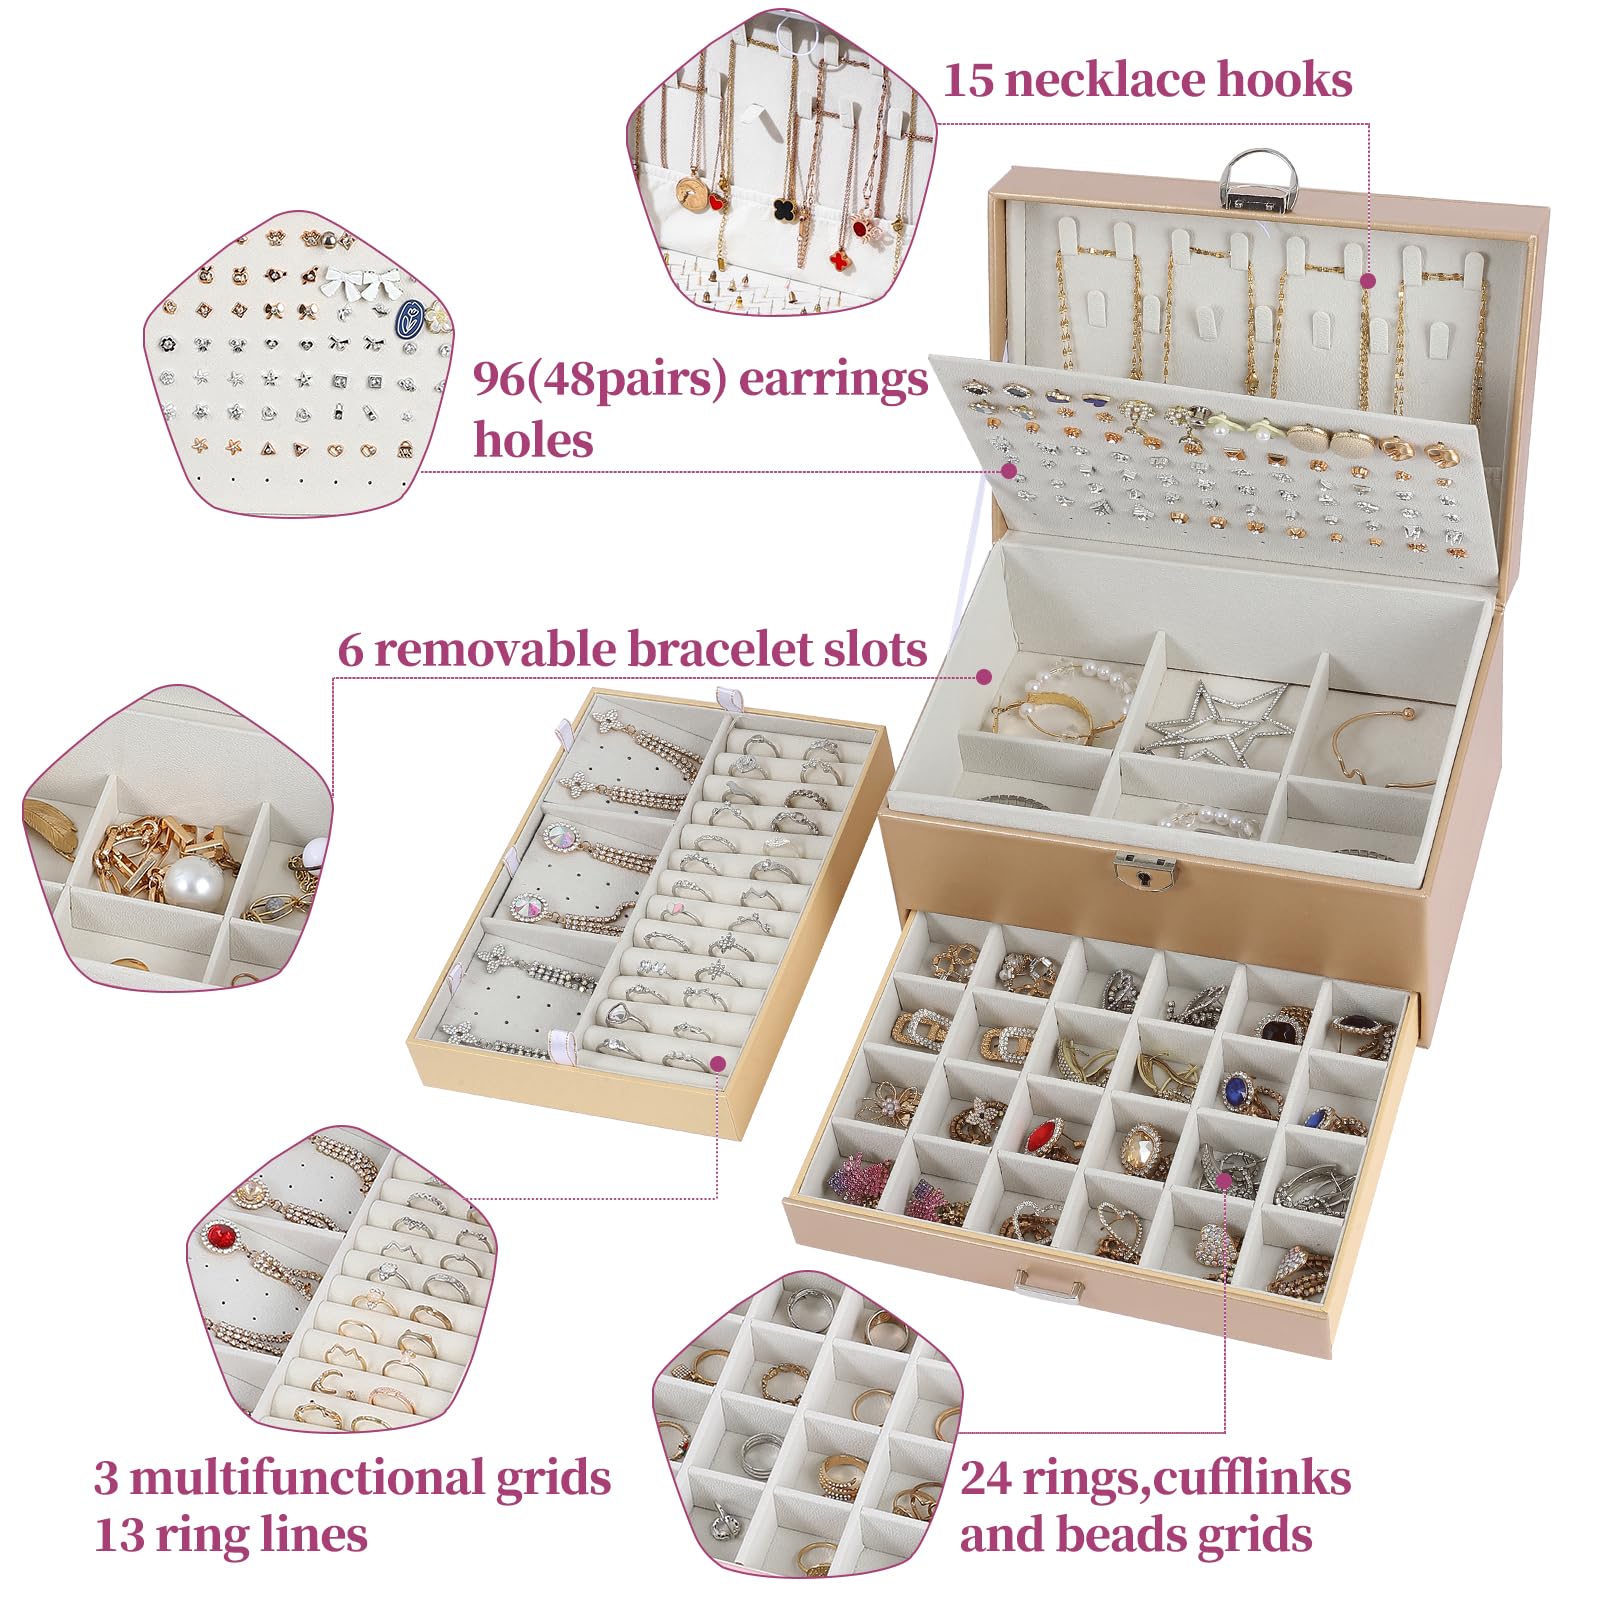 15 necklace hooks
96(48pairs) earrings
holes
6 removable bracelet slots
3 multifunctional grids
13 ring lines
24 rings,cufflinks
and beads grids